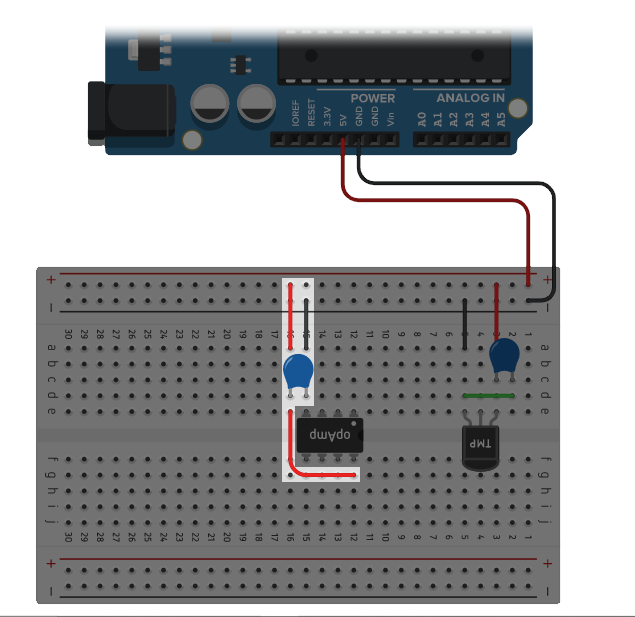 POWER ANALOG IN
IOREF RESET 3.3V 5V GND GND Vin A0 A1 A2 A3 A4 A5
+ +
− −
30 29 28 27 26 25 24 23 22 21 20 19 18 17 16 15 14 13 12 11 10 9 8 7 6 5 4 3 2 1
a a
b b
c c
d d
e e
opAmp
TMP
f f
g g
h h
i i
j j
30 29 28 27 26 25 24 23 22 21 20 19 18 17 16 15 14 13 12 11 10 9 8 7 6 5 4 3 2 1
+ +
− −